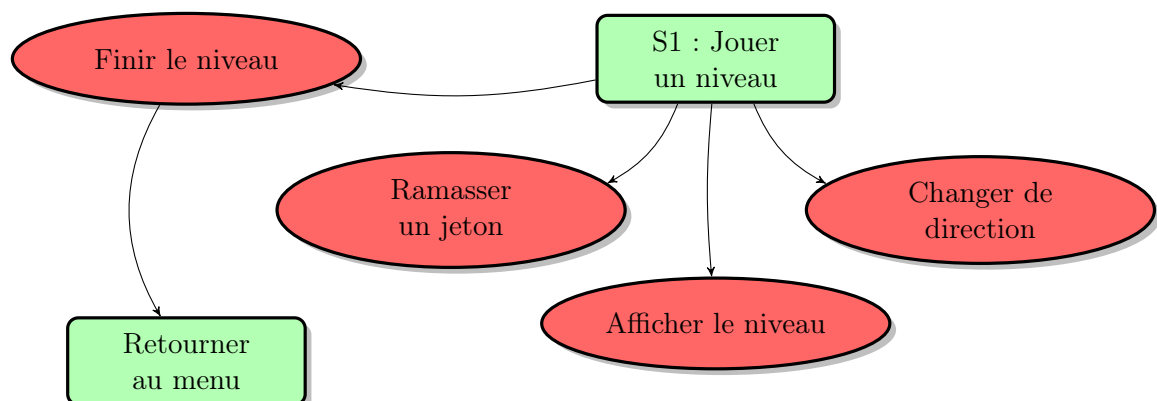 Finir le niveau
S1 : Jouer
un niveau
Ramasser
un jeton
Changer de
direction
Afficher le niveau
Retourner
au menu